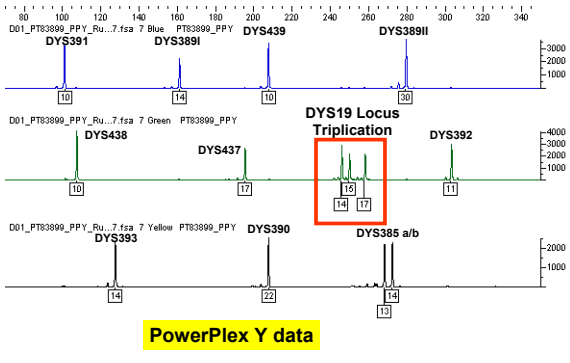 80 100 120 140 160 180 200 220 240 260 280 300 320 340
D01_PT83899_PPY_Ru...7.fsa 7 Blue PT83899_PPY
DYS391 DYS389I DYS439 DYS389II
3000
2000
1000
10 14 10 30
D01_PT83899_PPY_Ru...7.fsa 7 Green PT83899_PPY
DYS19 Locus
Triplication
DYS438 DYS437 DYS392
4000
3000
2000
1000
10 17 15 11
14 17
D01_PT83899_PPY_Ru...7.fsa 7 Yellow PT83899_PPY
DYS393 DYS390 DYS385 a/b
2000
1000
14 22 14
13
PowerPlex Y data